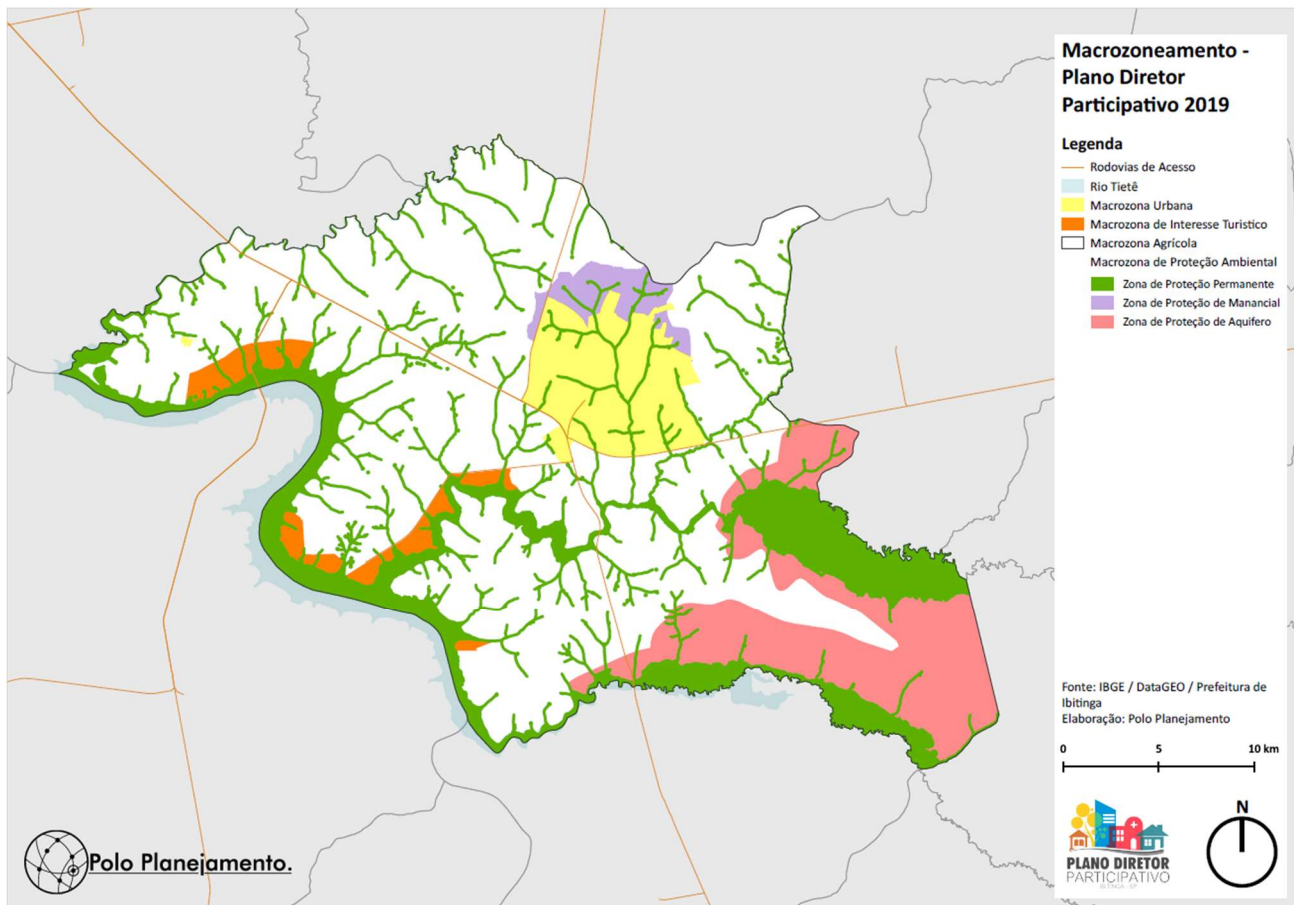 Macrozoneamento -
Plano Diretor
Participativo 2019
Legenda
Rodovias de Acesso
Rio Tietê
Macrozona Urbana
Macrozona de Interesse Turistico
Macrozona Agrícola
Macrozona de Proteção Ambiental
Zona de Proteção Permanente
Zona de Proteção de Manancial
Zona de Proteção de Aquifero
Fonte: IBGE / DataGEO / Prefeitura de
Ibitinga
Elaboração: Polo Planejamento
0 5 10 km
N
PLANO DIRETOR
PARTICIPATIVO
IBITINGA - SP
Polo Planejamento.